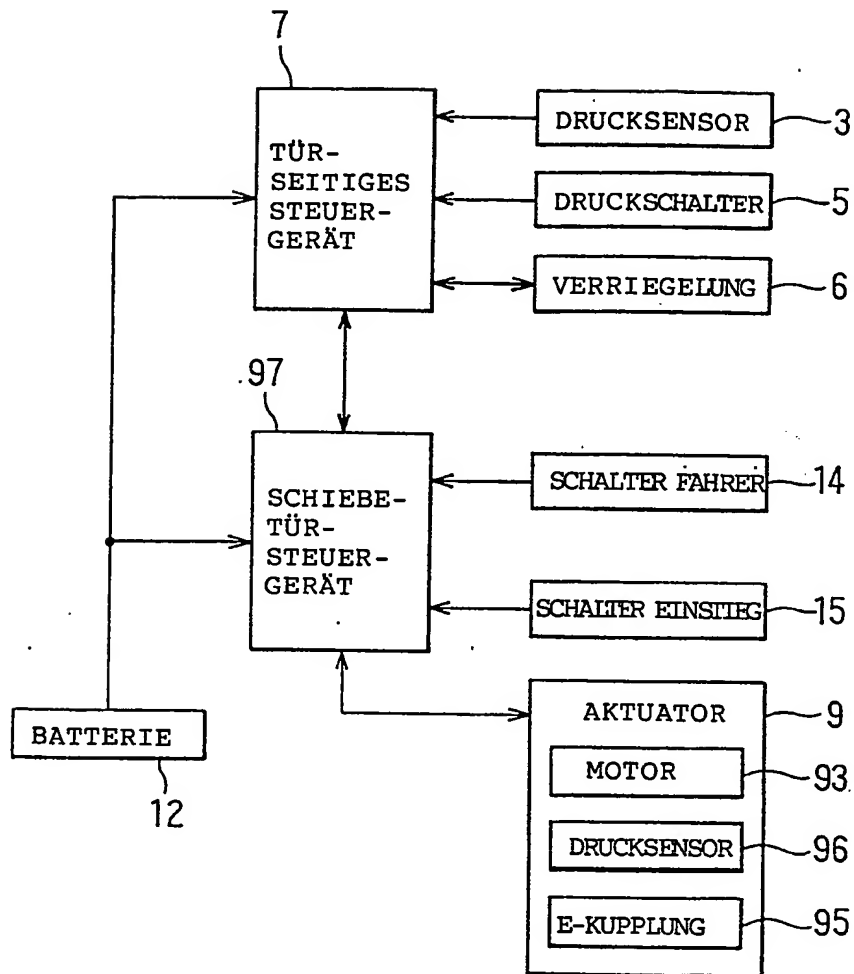 7
TÜR-
SEITIGES
STEUER-
GERÄT
DRUCKSENSOR 3
DRUCKSCHALTER 5
VERRIEGELUNG 6
97
SCHIEBE-
TÜR-
STEUER-
GERÄT
SCHALTER FAHRER 14
SCHALTER EINSTIEG 15
BATTERIE
12
AKTUATOR 9
MOTOR 93
DRUCKSENSOR 96
E-KUPPLUNG 95